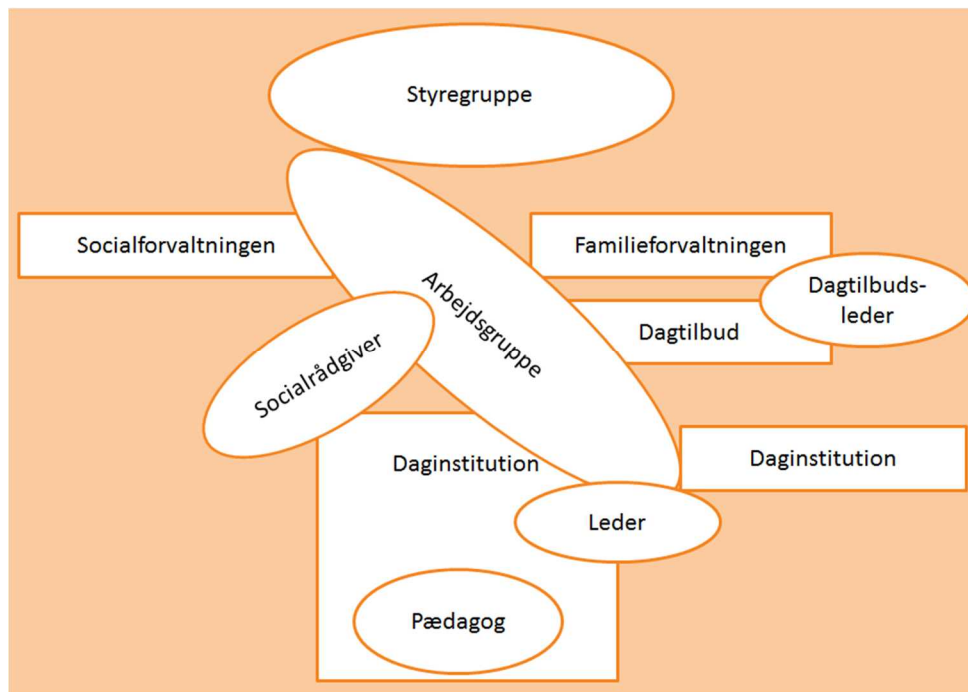 Styregruppe
Socialforvaltningen
Familieforvaltningen
Arbejdsgruppe
Dagtilbuds-
leder
Dagtilbud
Socialrådgiver
Daginstitution
Daginstitution
Leder
Pædagog